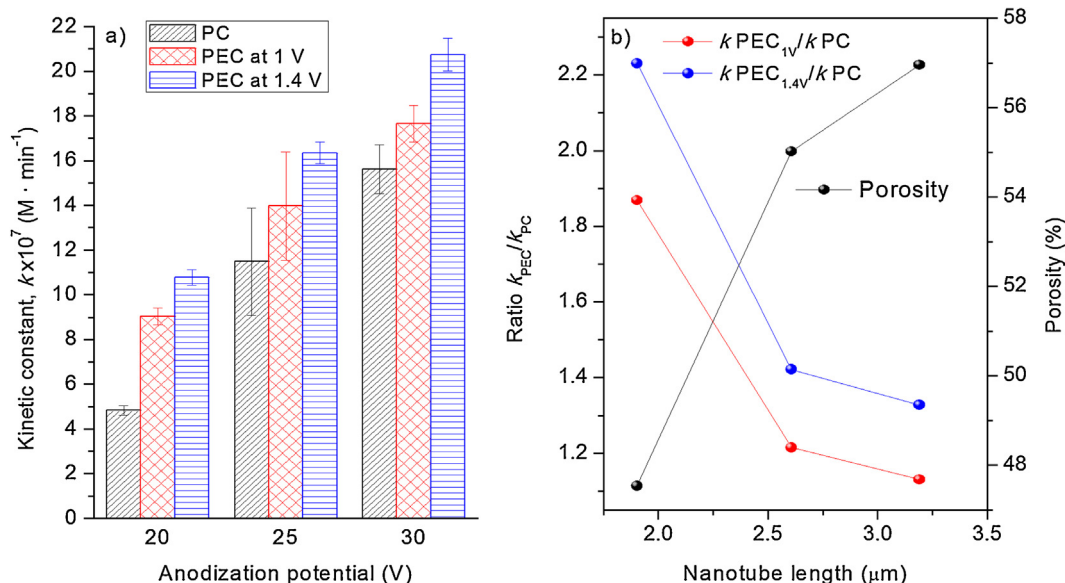 a)
PC
PEC at 1 V
PEC at 1.4 V
Kinetic constant, k×10⁷ (M · min⁻¹)
22
20
18
16
14
12
10
8
6
4
2
0
20
25
30
Anodization potential (V)
b)
k PEC₁V/k PC
k PEC₁.₄V/k PC
Porosity
Ratio k_PEC/k_PC
2.2
2.0
1.8
1.6
1.4
1.2
58
56
54
52
50
48
Porosity (%)
2.0
2.5
3.0
3.5
Nanotube length (μm)